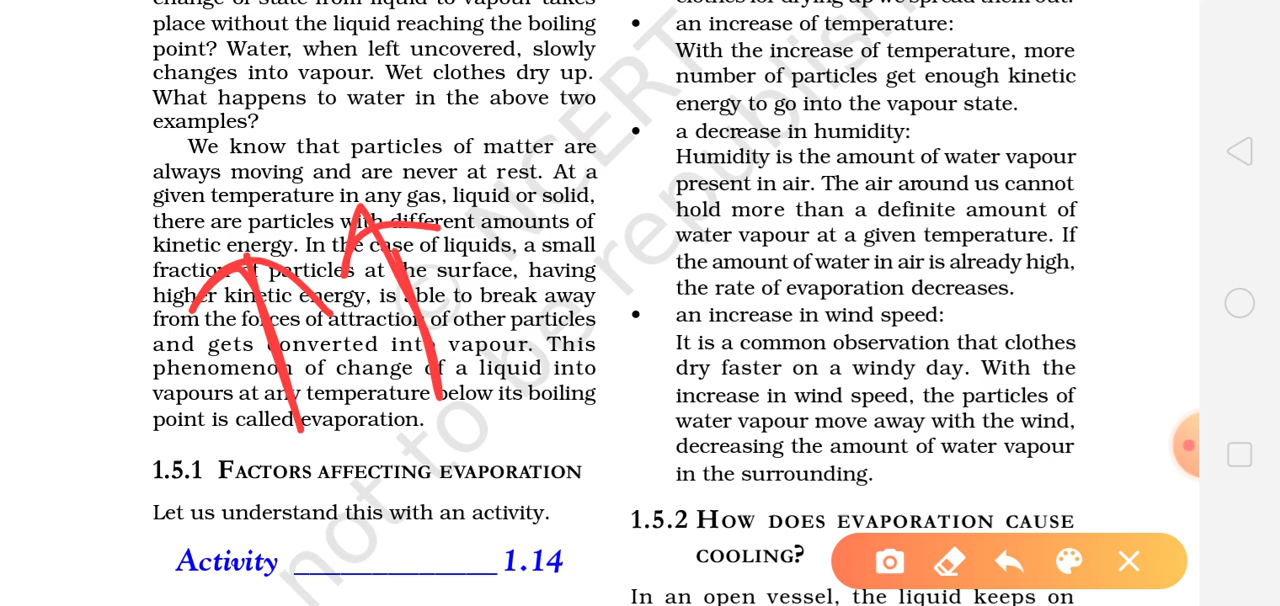 change of state from liquid to vapour takes
place without the liquid reaching the boiling
point? Water, when left uncovered, slowly
changes into vapour. Wet clothes dry up.
What happens to water in the above two
examples?
We know that particles of matter are
always moving and are never at rest. At a
given temperature in any gas, liquid or solid,
there are particles with different amounts of
kinetic energy. In the case of liquids, a small
fraction of particles at the surface, having
higher kinetic energy, is able to break away
from the forces of attraction of other particles
and gets converted into vapour. This
phenomenon of change of a liquid into
vapours at any temperature below its boiling
point is called evaporation.
1.5.1 FACTORS AFFECTING EVAPORATION
Let us understand this with an activity.
Activity ______________ 1.14
clothes for drying up we spread them out.
• an increase of temperature:
With the increase of temperature, more
number of particles get enough kinetic
energy to go into the vapour state.
• a decrease in humidity:
Humidity is the amount of water vapour
present in air. The air around us cannot
hold more than a definite amount of
water vapour at a given temperature. If
the amount of water in air is already high,
the rate of evaporation decreases.
• an increase in wind speed:
It is a common observation that clothes
dry faster on a windy day. With the
increase in wind speed, the particles of
water vapour move away with the wind,
decreasing the amount of water vapour
in the surrounding.
1.5.2 HOW DOES EVAPORATION CAUSE
COOLING?
In an open vessel, the liquid keeps on
© NCERT
not to be republish